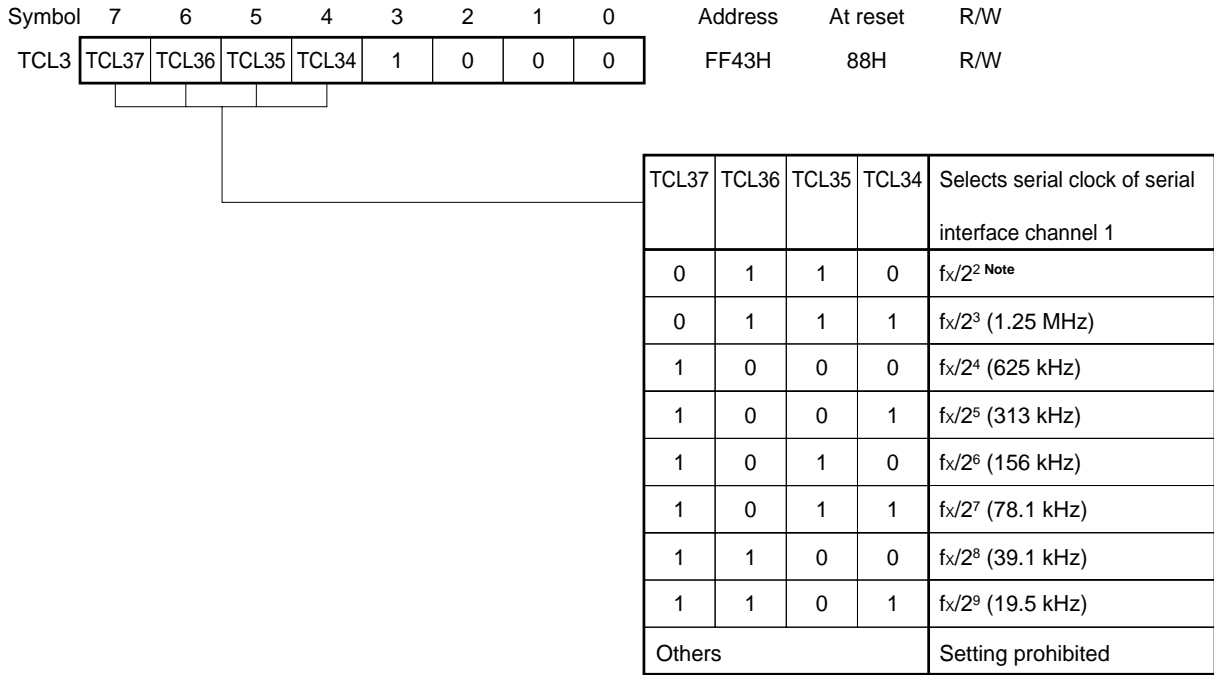 Symbol 7 6 5 4 3 2 1 0 Address At reset R/W
TCL3 TCL37 TCL36 TCL35 TCL34 1 0 0 0 FF43H 88H R/W
TCL37 TCL36 TCL35 TCL34 Selects serial clock of serial
interface channel 1
0 1 1 0 fx/2² Note
0 1 1 1 fx/2³ (1.25 MHz)
1 0 0 0 fx/2⁴ (625 kHz)
1 0 0 1 fx/2⁵ (313 kHz)
1 0 1 0 fx/2⁶ (156 kHz)
1 0 1 1 fx/2⁷ (78.1 kHz)
1 1 0 0 fx/2⁸ (39.1 kHz)
1 1 0 1 fx/2⁹ (19.5 kHz)
Others Setting prohibited